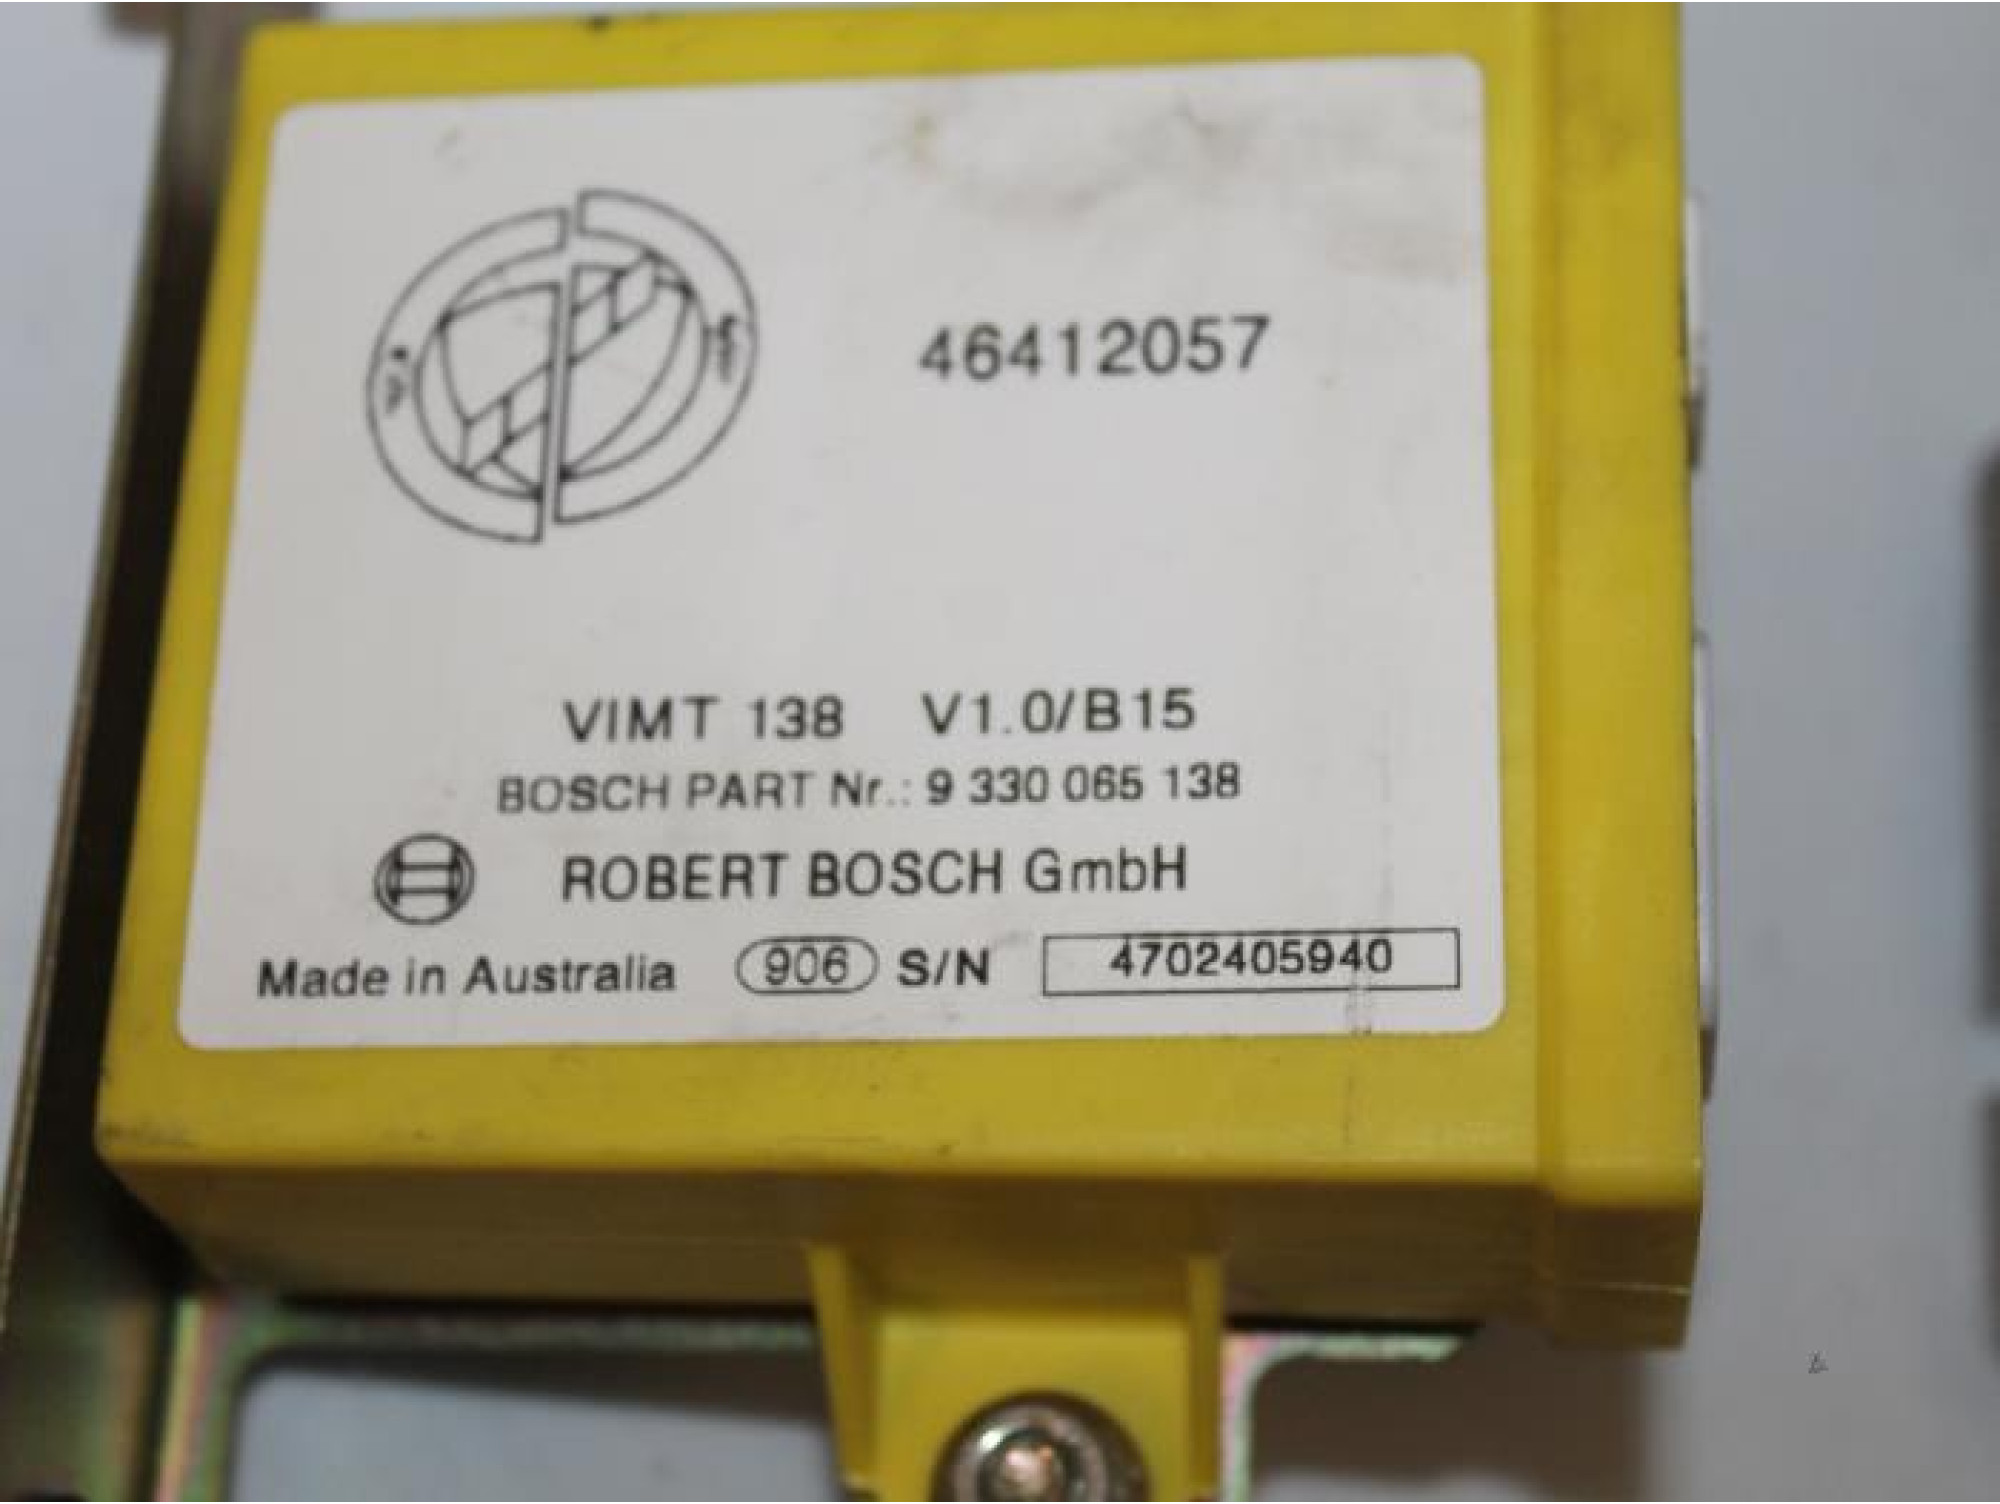 46412057
VIMT 138 V1.0/B15
BOSCH PART Nr.: 9 330 065 138
ROBERT BOSCH GmbH
Made in Australia 906 S/N 4702405940